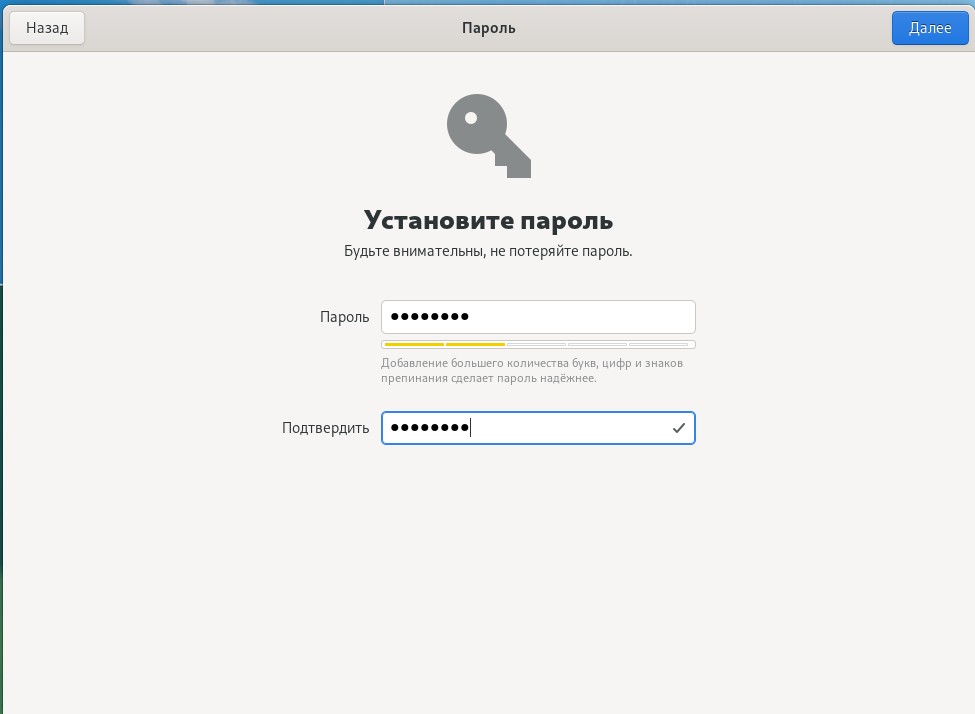 Назад
Пароль
Далее
Установите пароль
Будьте внимательны, не потеряйте пароль.
Пароль
●●●●●●●●
Добавление большего количества букв, цифр и знаков
препинания сделает пароль надёжнее.
Подтвердить
●●●●●●●●